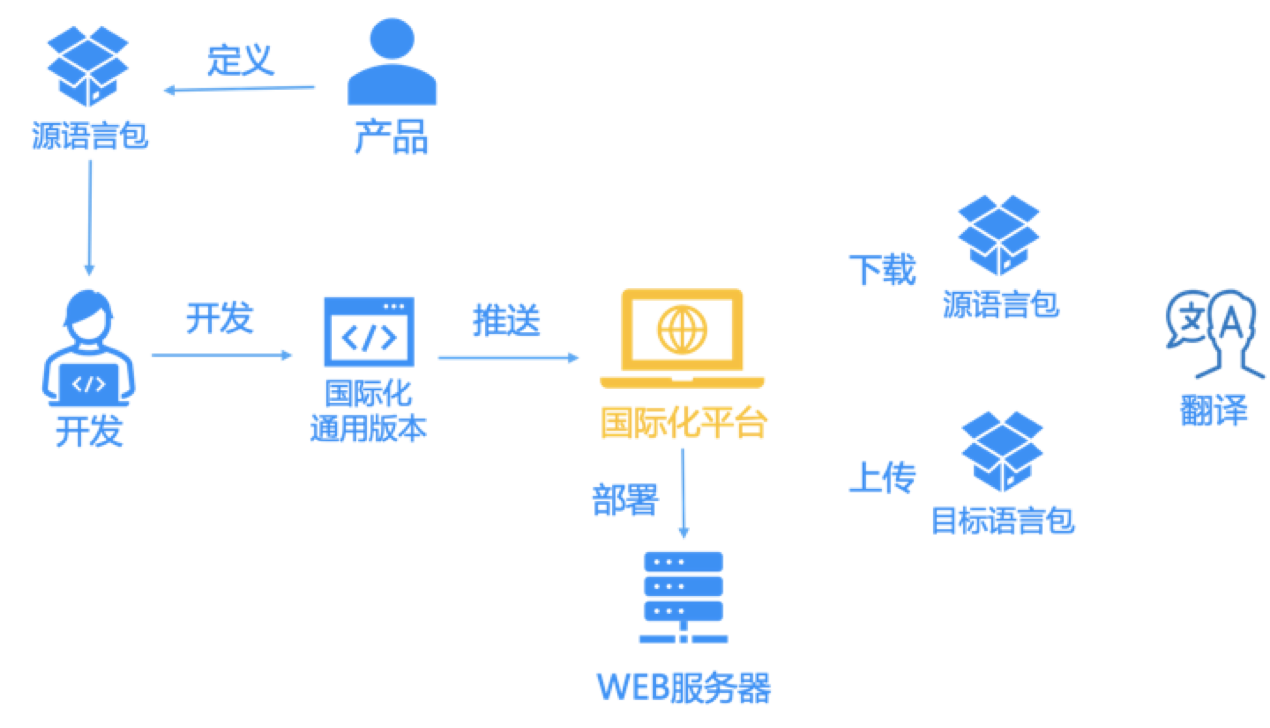 定义
源语言包
产品
下载
源语言包
开发
推送
</>
国际化
通用版本
</>
开发
国际化平台
文
A
翻译
部署
上传
目标语言包
WEB服务器